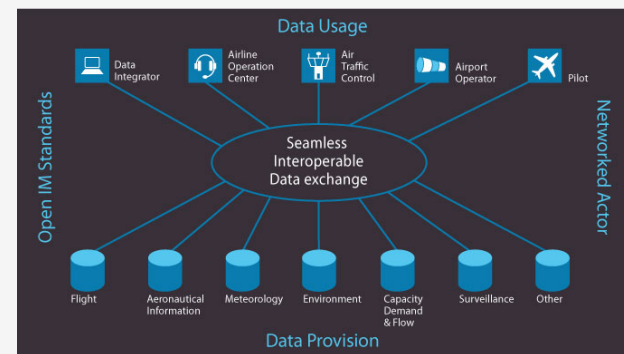 Data Usage
Data
Integrator
Airline
Operation
Center
Air
Traffic
Control
Airport
Operator
Pilot
Open IM Standards
Seamless
Interoperable
Data exchange
Networked Actor
Flight
Aeronautical
Information
Meteorology
Environment
Capacity
Demand
& Flow
Surveillance
Other
Data Provision